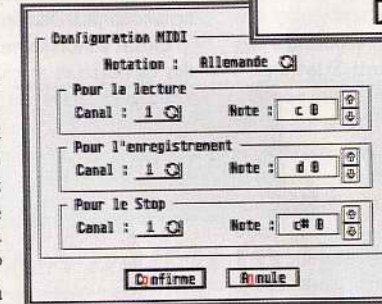 Configuration MIDI
Notation : Allemande
Pour la lecture
Canal : 1 Note : c 0
Pour l'enregistrement
Canal : 1 Note : d 0
Pour le Stop
Canal : 1 Note : c# 0
Confirme Annule